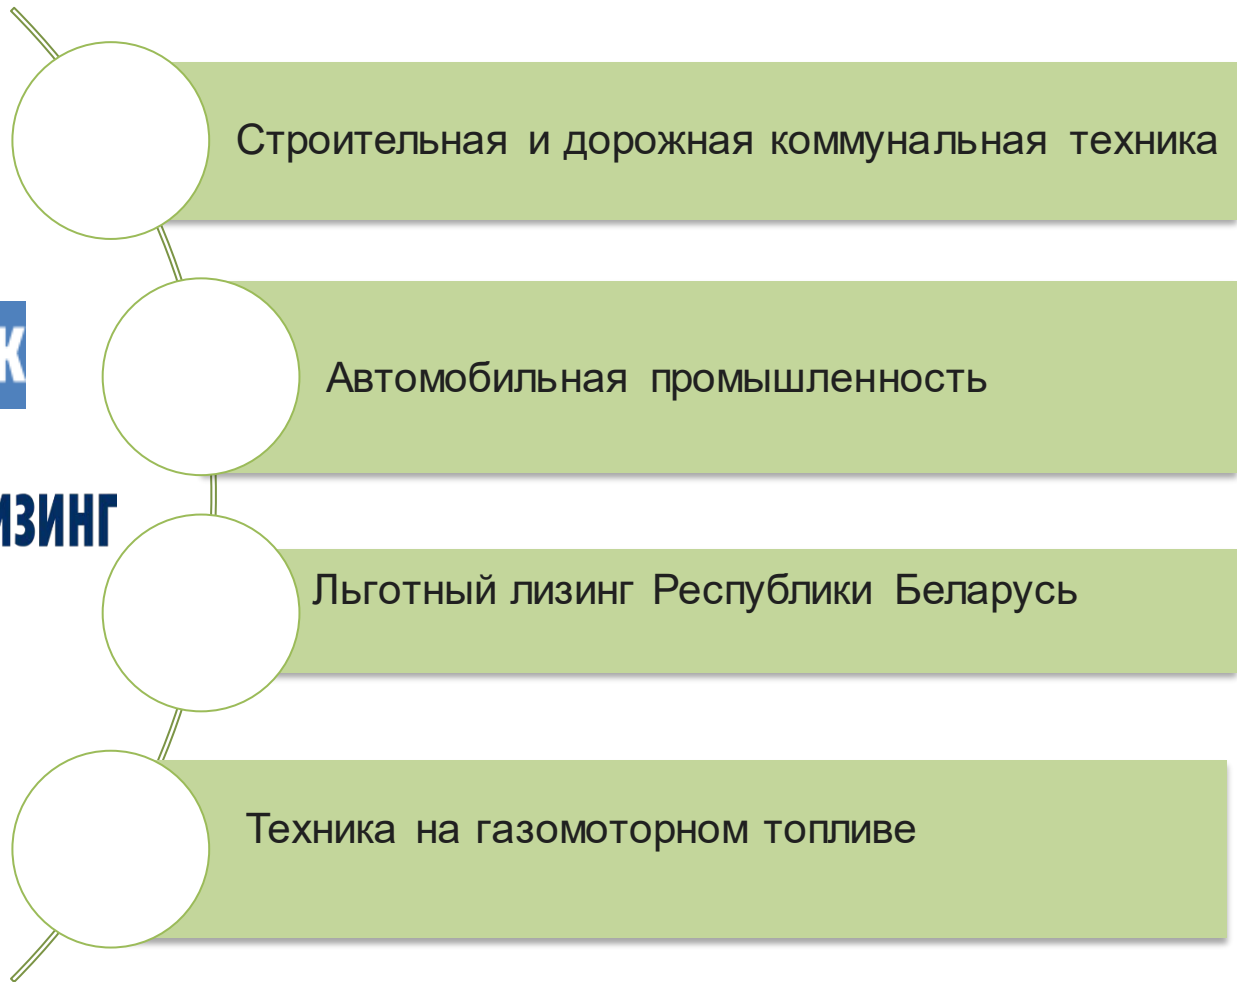 Строительная и дорожная коммунальная техника
Автомобильная промышленность
Льготный лизинг Республики Беларусь
Техника на газомоторном топливе